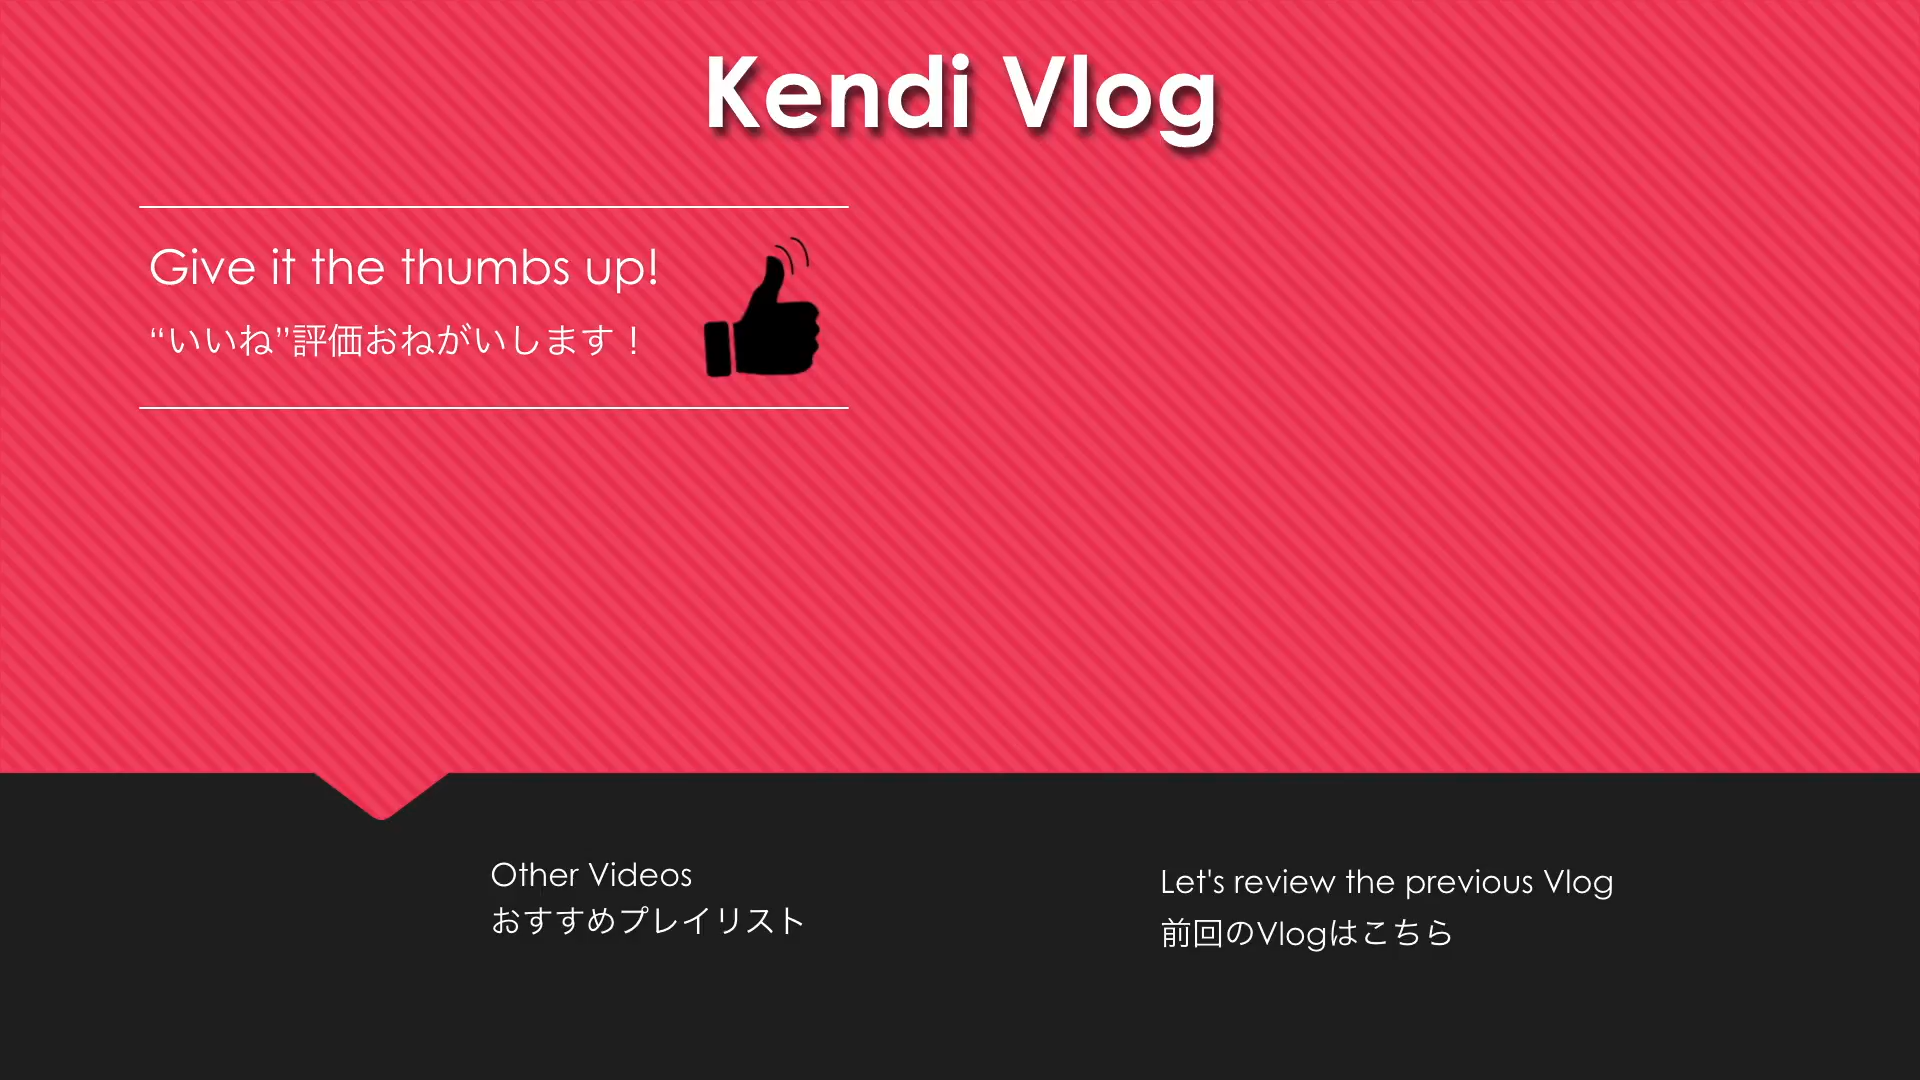 Kendi Vlog
Give it the thumbs up!
“いいね”評価おねがいします！
Other Videos
おすすめプレイリスト
Let's review the previous Vlog
前回のVlogはこちら